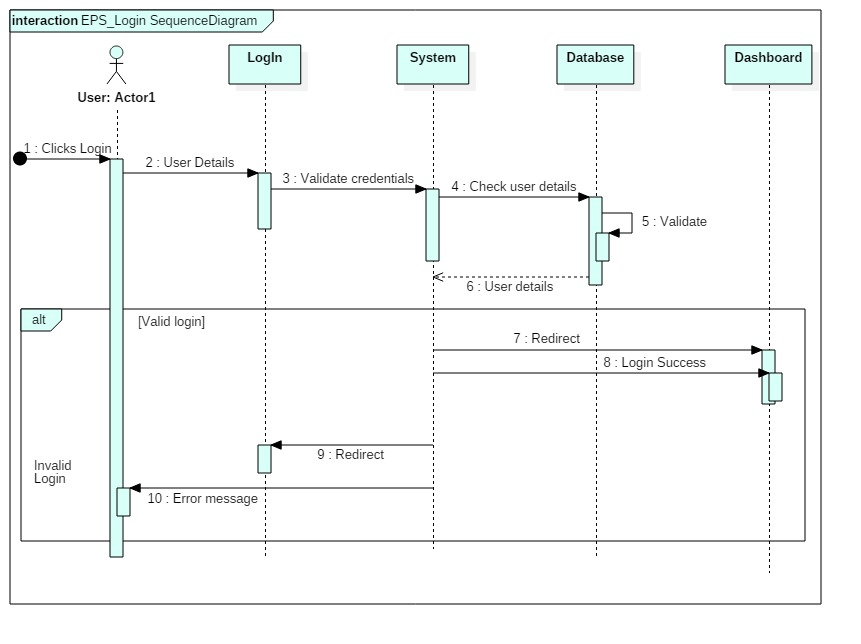 interaction EPS_Login SequenceDiagram
LogIn
System
Database
Dashboard
User: Actor1
1 : Clicks Login
2 : User Details
3 : Validate credentials
4 : Check user details
5 : Validate
6 : User details
alt
[Valid login]
7 : Redirect
8 : Login Success
9 : Redirect
Invalid
Login
10 : Error message